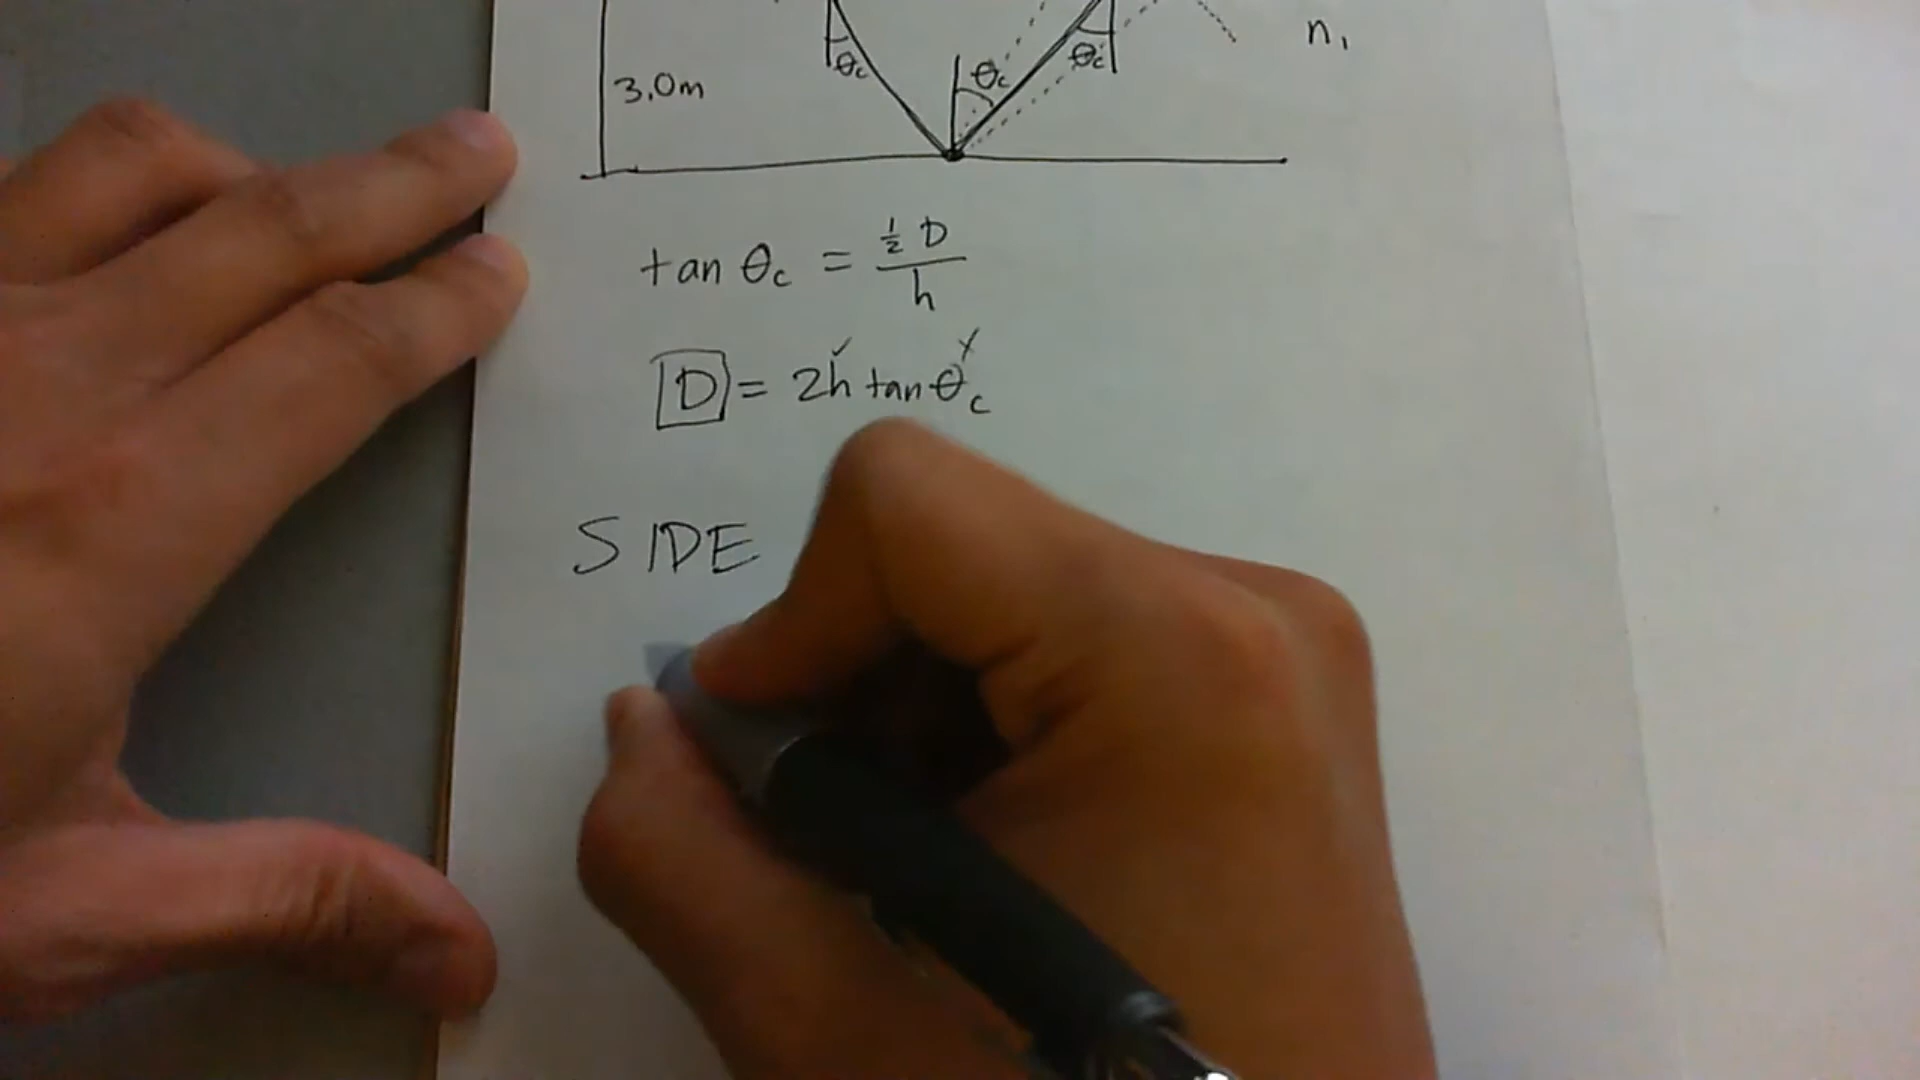 n₁
θc θc θc
3.0m
tan θc = ½ D / h
D = 2h tan θc
SIDE